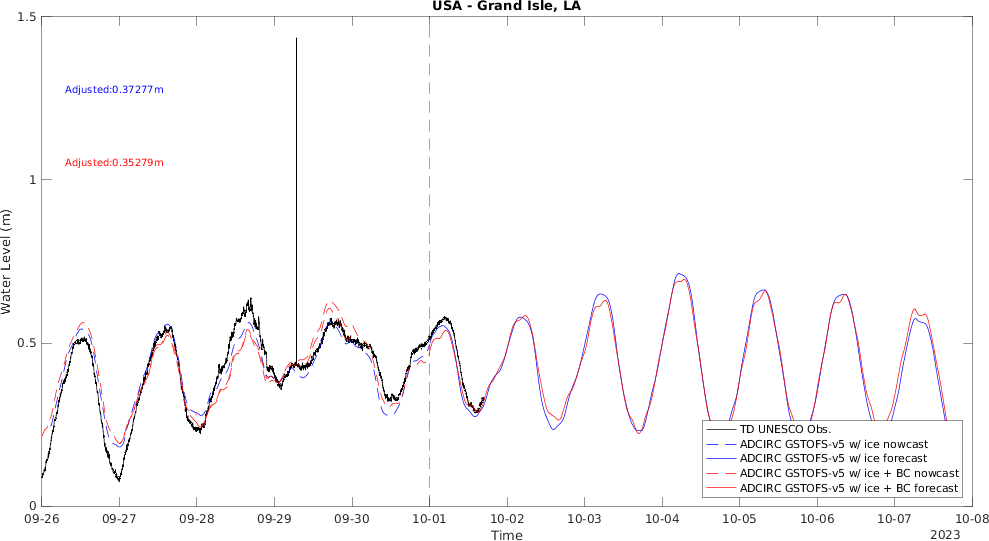 USA - Grand Isle, LA
1.5
1
0.5
0
Water Level (m)
Adjusted:0.37277m
Adjusted:0.35279m
TD UNESCO Obs.
ADCIRC GSTOFS-v5 w/ ice nowcast
ADCIRC GSTOFS-v5 w/ ice forecast
ADCIRC GSTOFS-v5 w/ ice + BC nowcast
ADCIRC GSTOFS-v5 w/ ice + BC forecast
09-26 09-27 09-28 09-29 09-30 10-01 10-02 10-03 10-04 10-05 10-06 10-07 10-08
Time
2023